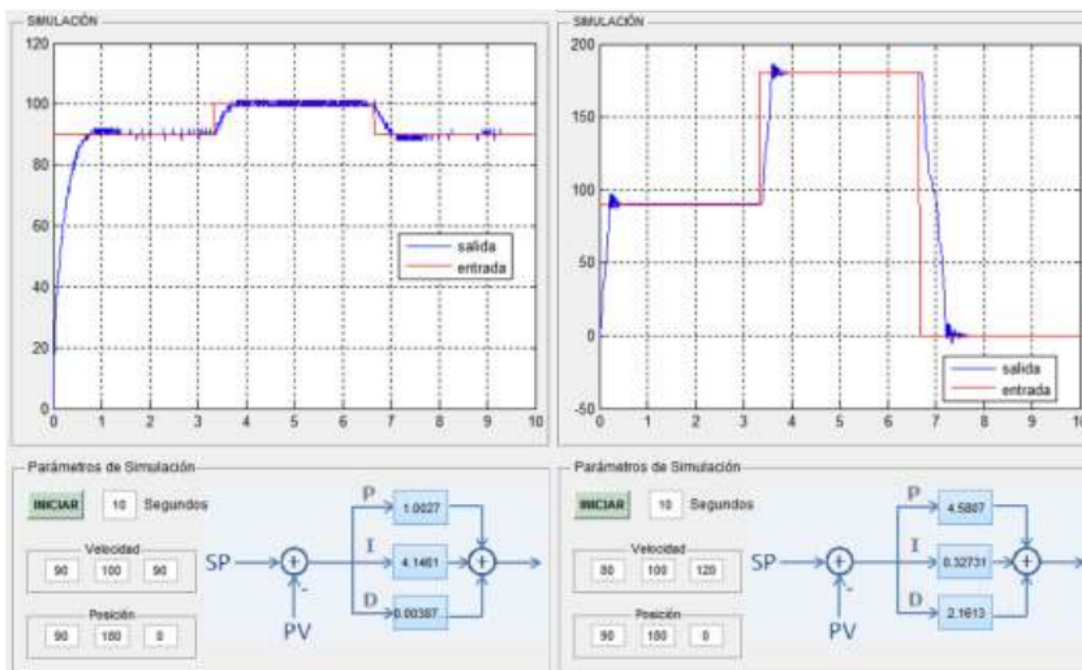 SIMULACIÓN
120
100
80
60
40
20
0
salida
entrada
0 1 2 3 4 5 6 7 8 9 10
Parámetros de Simulación
INICIAR 10 Segundos
Velocidad
90 100 90
Posición
90 180 0
SP
+
-
PV
P
1.0027
I
4.1461
D
0.00387
+
SIMULACIÓN
200
150
100
50
0
-50
salida
entrada
0 1 2 3 4 5 6 7 8 9 10
Parámetros de Simulación
INICIAR 10 Segundos
Velocidad
80 100 120
Posición
90 180 0
SP
+
-
PV
P
4.5807
I
0.32731
D
2.1613
+